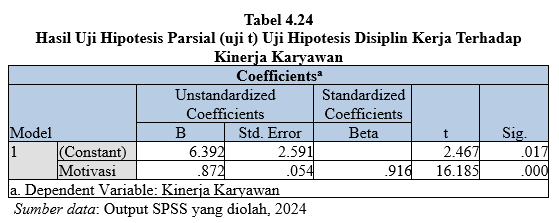 Tabel 4.24
Hasil Uji Hipotesis Parsial (uji t) Uji Hipotesis Disiplin Kerja Terhadap
Kinerja Karyawan
Coefficientsa
Unstandardized Coefficients Standardized Coefficients
Model B Std. Error Beta t Sig.
1 (Constant) 6.392 2.591 2.467 .017
Motivasi .872 .054 .916 16.185 .000
a. Dependent Variable: Kinerja Karyawan
Sumber data: Output SPSS yang diolah, 2024